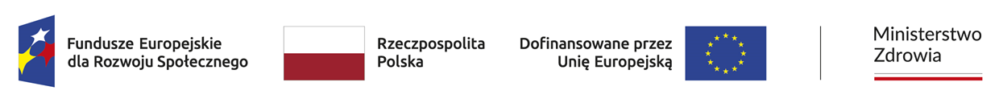 Fundusze Europejskie
dla Rozwoju Społecznego
Rzeczpospolita
Polska
Dofinansowane przez
Unię Europejską
Ministerstwo
Zdrowia